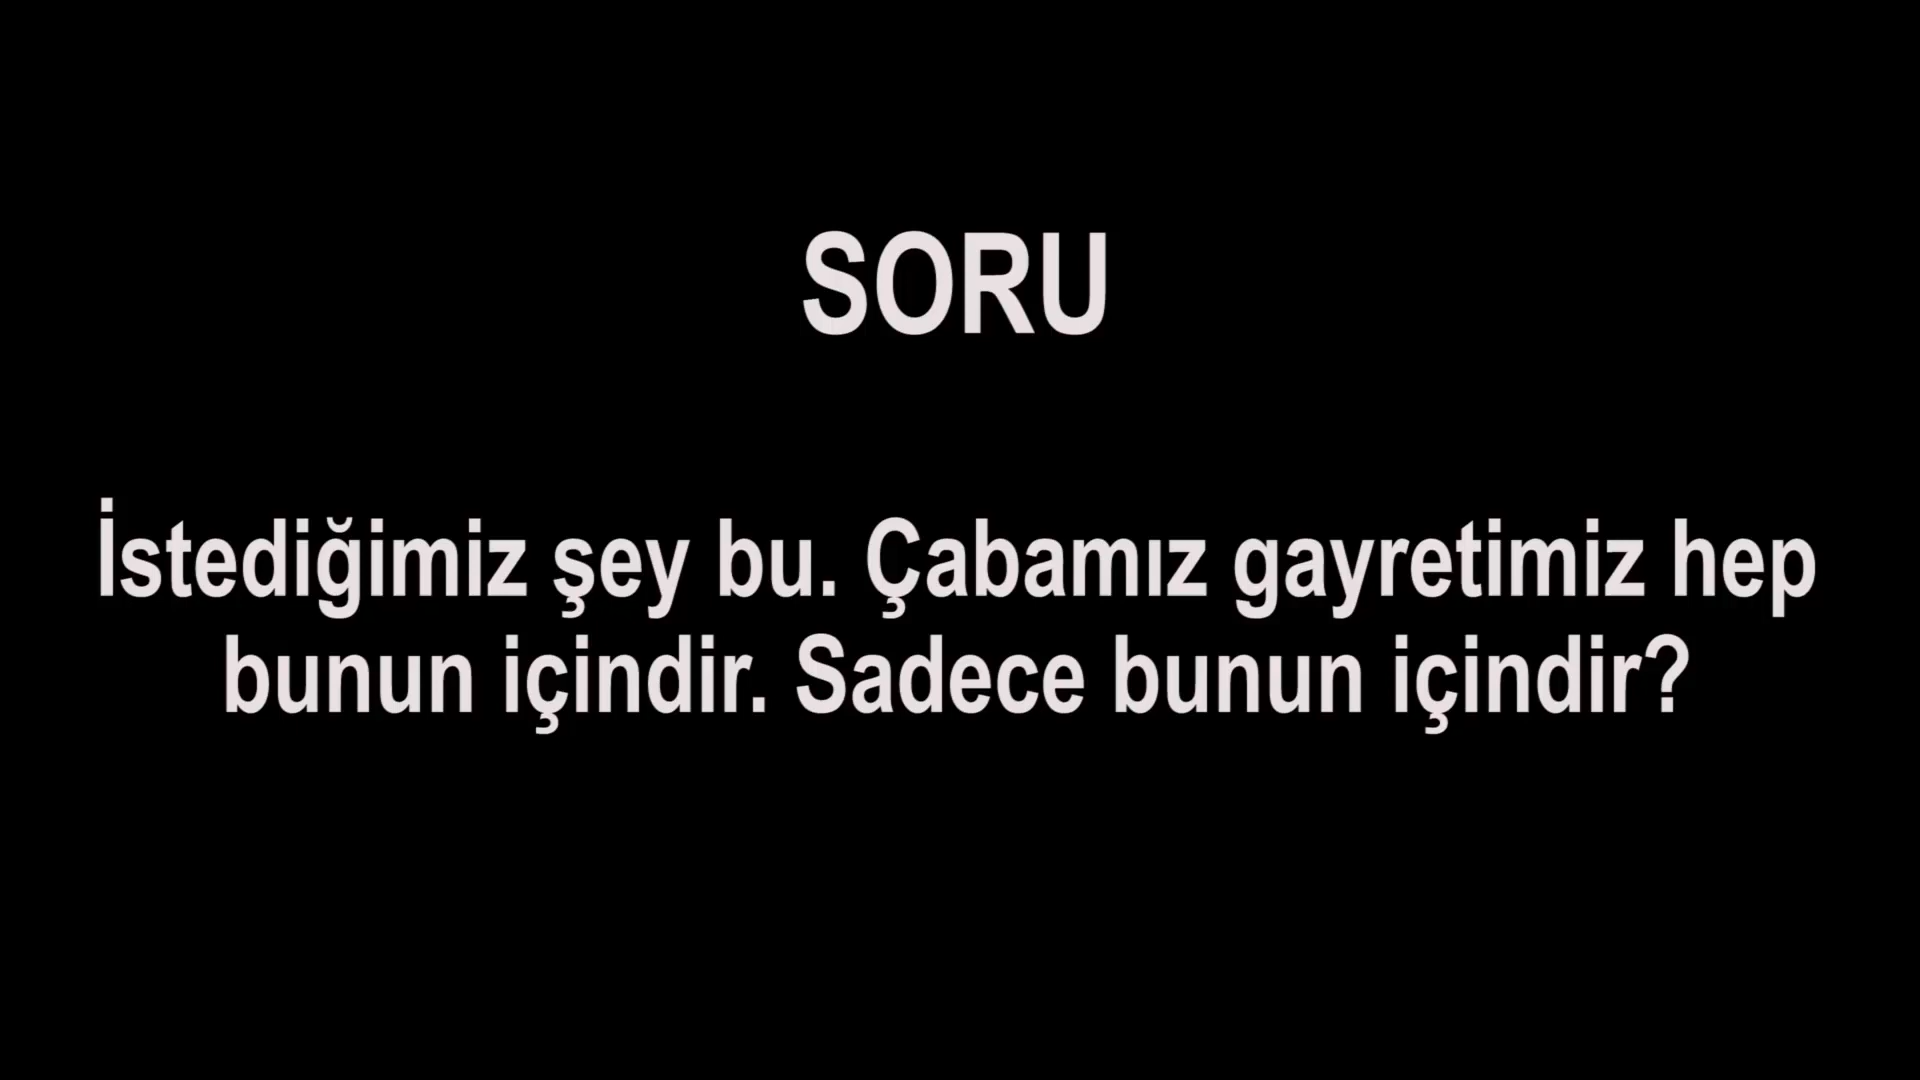 SORU
İstediğimiz şey bu. Çabamız gayretimiz hep
bunun içindir. Sadece bunun içindir?